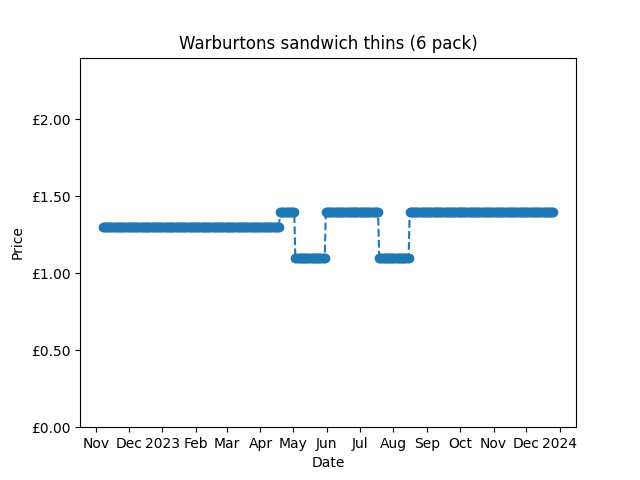 Warburtons sandwich thins (6 pack)
£2.00
£1.50
£1.00
£0.50
£0.00
Price
Nov Dec 2023 Feb Mar Apr May Jun Jul Aug Sep Oct Nov Dec 2024
Date